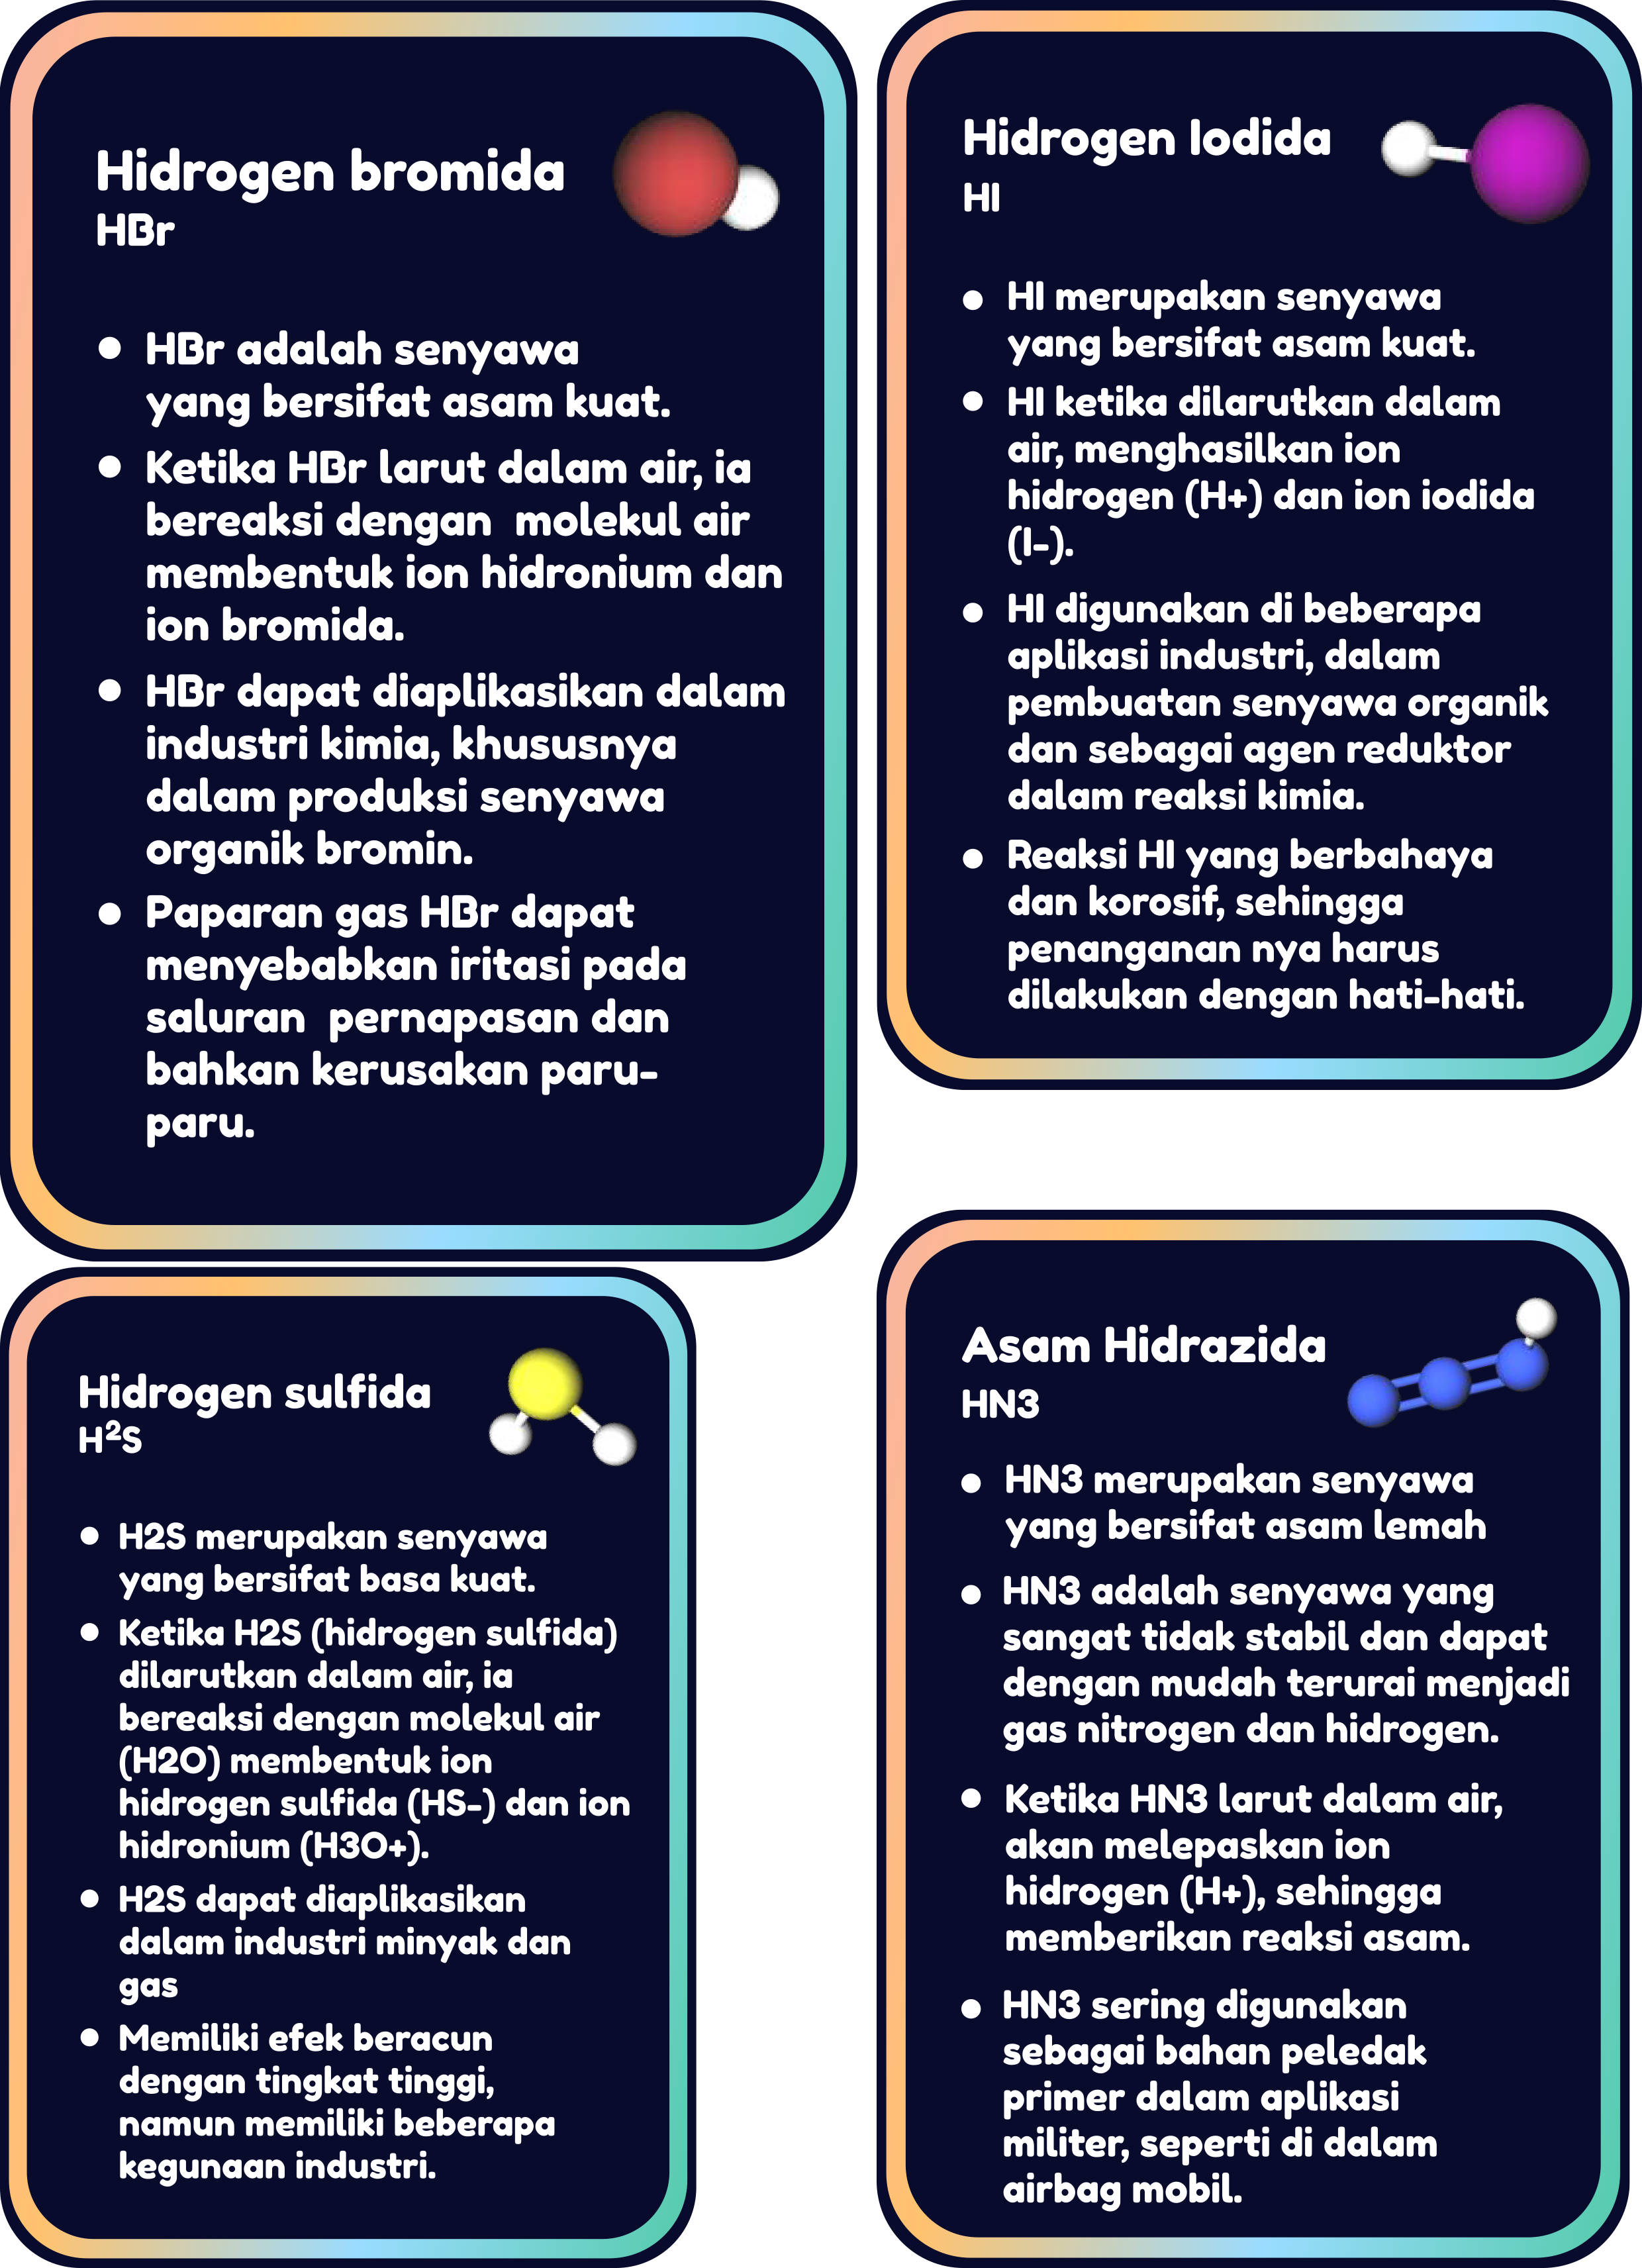 Hidrogen bromida
HBr
● HBr adalah senyawa
yang bersifat asam kuat.
● Ketika HBr larut dalam air, ia
bereaksi dengan molekul air
membentuk ion hidronium dan
ion bromida.
● HBr dapat diaplikasikan dalam
industri kimia, khususnya
dalam produksi senyawa
organik bromin.
● Paparan gas HBr dapat
menyebabkan iritasi pada
saluran pernapasan dan
bahkan kerusakan paru-
paru.
Hidrogen Iodida
HI
● HI merupakan senyawa
yang bersifat asam kuat.
● HI ketika dilarutkan dalam
air, menghasilkan ion
hidrogen (H+) dan ion iodida
(I-).
● HI digunakan di beberapa
aplikasi industri, dalam
pembuatan senyawa organik
dan sebagai agen reduktor
dalam reaksi kimia.
● Reaksi HI yang berbahaya
dan korosif, sehingga
penanganan nya harus
dilakukan dengan hati-hati.
Hidrogen sulfida
H²S
● H2S merupakan senyawa
yang bersifat basa kuat.
● Ketika H2S (hidrogen sulfida)
dilarutkan dalam air, ia
bereaksi dengan molekul air
(H2O) membentuk ion
hidrogen sulfida (HS-) dan ion
hidronium (H3O+).
● H2S dapat diaplikasikan
dalam industri minyak dan
gas
● Memiliki efek beracun
dengan tingkat tinggi,
namun memiliki beberapa
kegunaan industri.
Asam Hidrazida
HN3
● HN3 merupakan senyawa
yang bersifat asam lemah
● HN3 adalah senyawa yang
sangat tidak stabil dan dapat
dengan mudah terurai menjadi
gas nitrogen dan hidrogen.
● Ketika HN3 larut dalam air,
akan melepaskan ion
hidrogen (H+), sehingga
memberikan reaksi asam.
● HN3 sering digunakan
sebagai bahan peledak
primer dalam aplikasi
militer, seperti di dalam
airbag mobil.